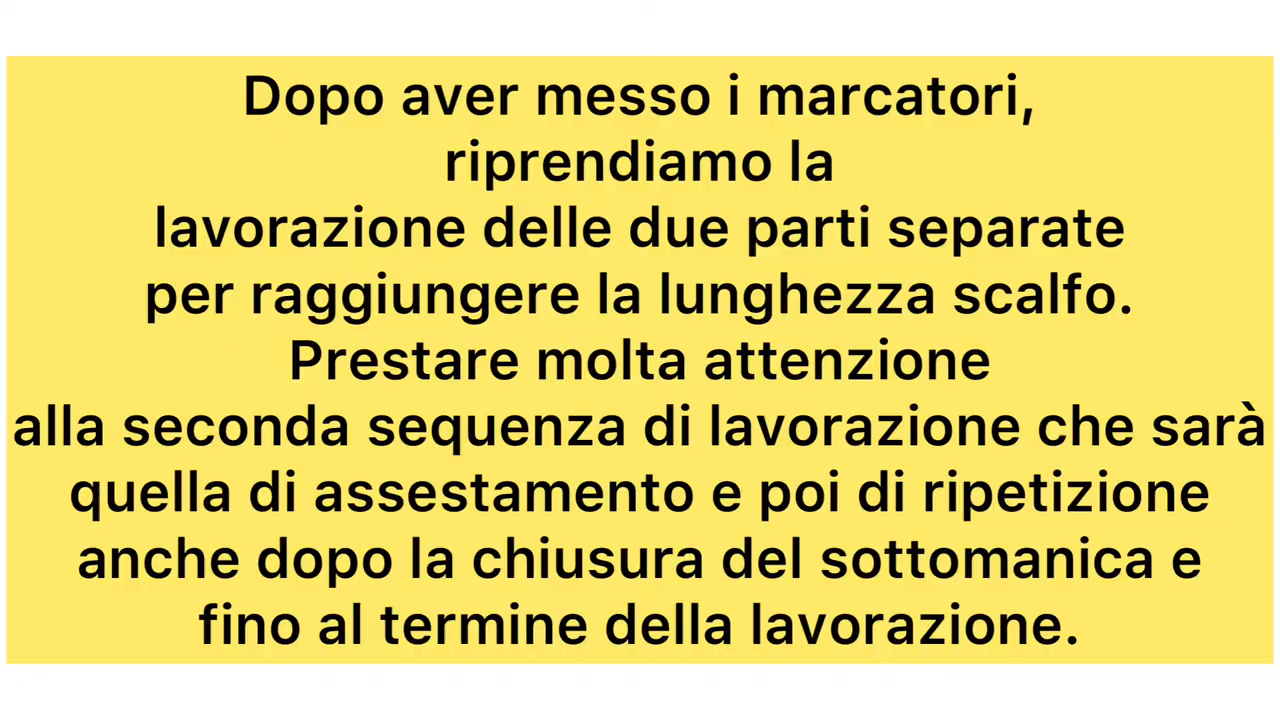 Dopo aver messo i marcatori,
riprendiamo la
lavorazione delle due parti separate
per raggiungere la lunghezza scalfo.
Prestare molta attenzione
alla seconda sequenza di lavorazione che sarà
quella di assestamento e poi di ripetizione
anche dopo la chiusura del sottomanica e
fino al termine della lavorazione.